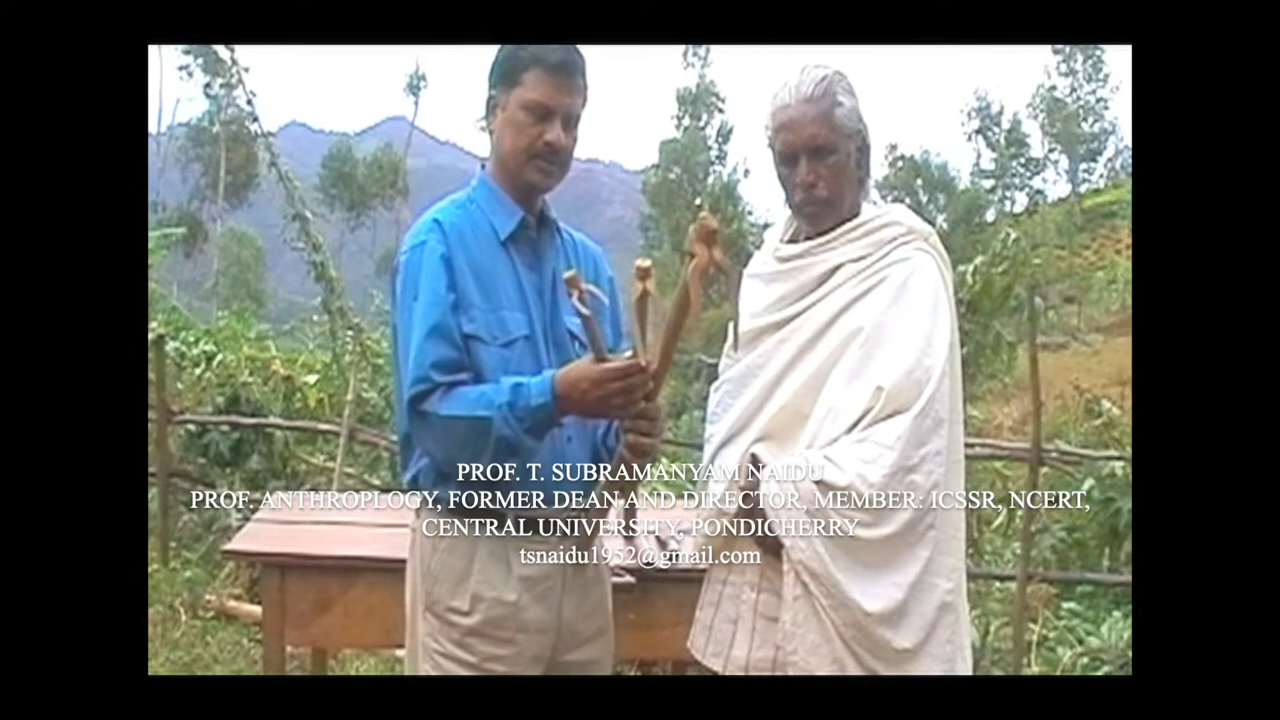 PROF. T. SUBRAMANYAM NAIDU
PROF. ANTHROPLOGY, FORMER DEAN AND DIRECTOR, MEMBER: ICSSR, NCERT,
CENTRAL UNIVERSITY, PONDICHERRY
tsnaidu1952@gmail.com